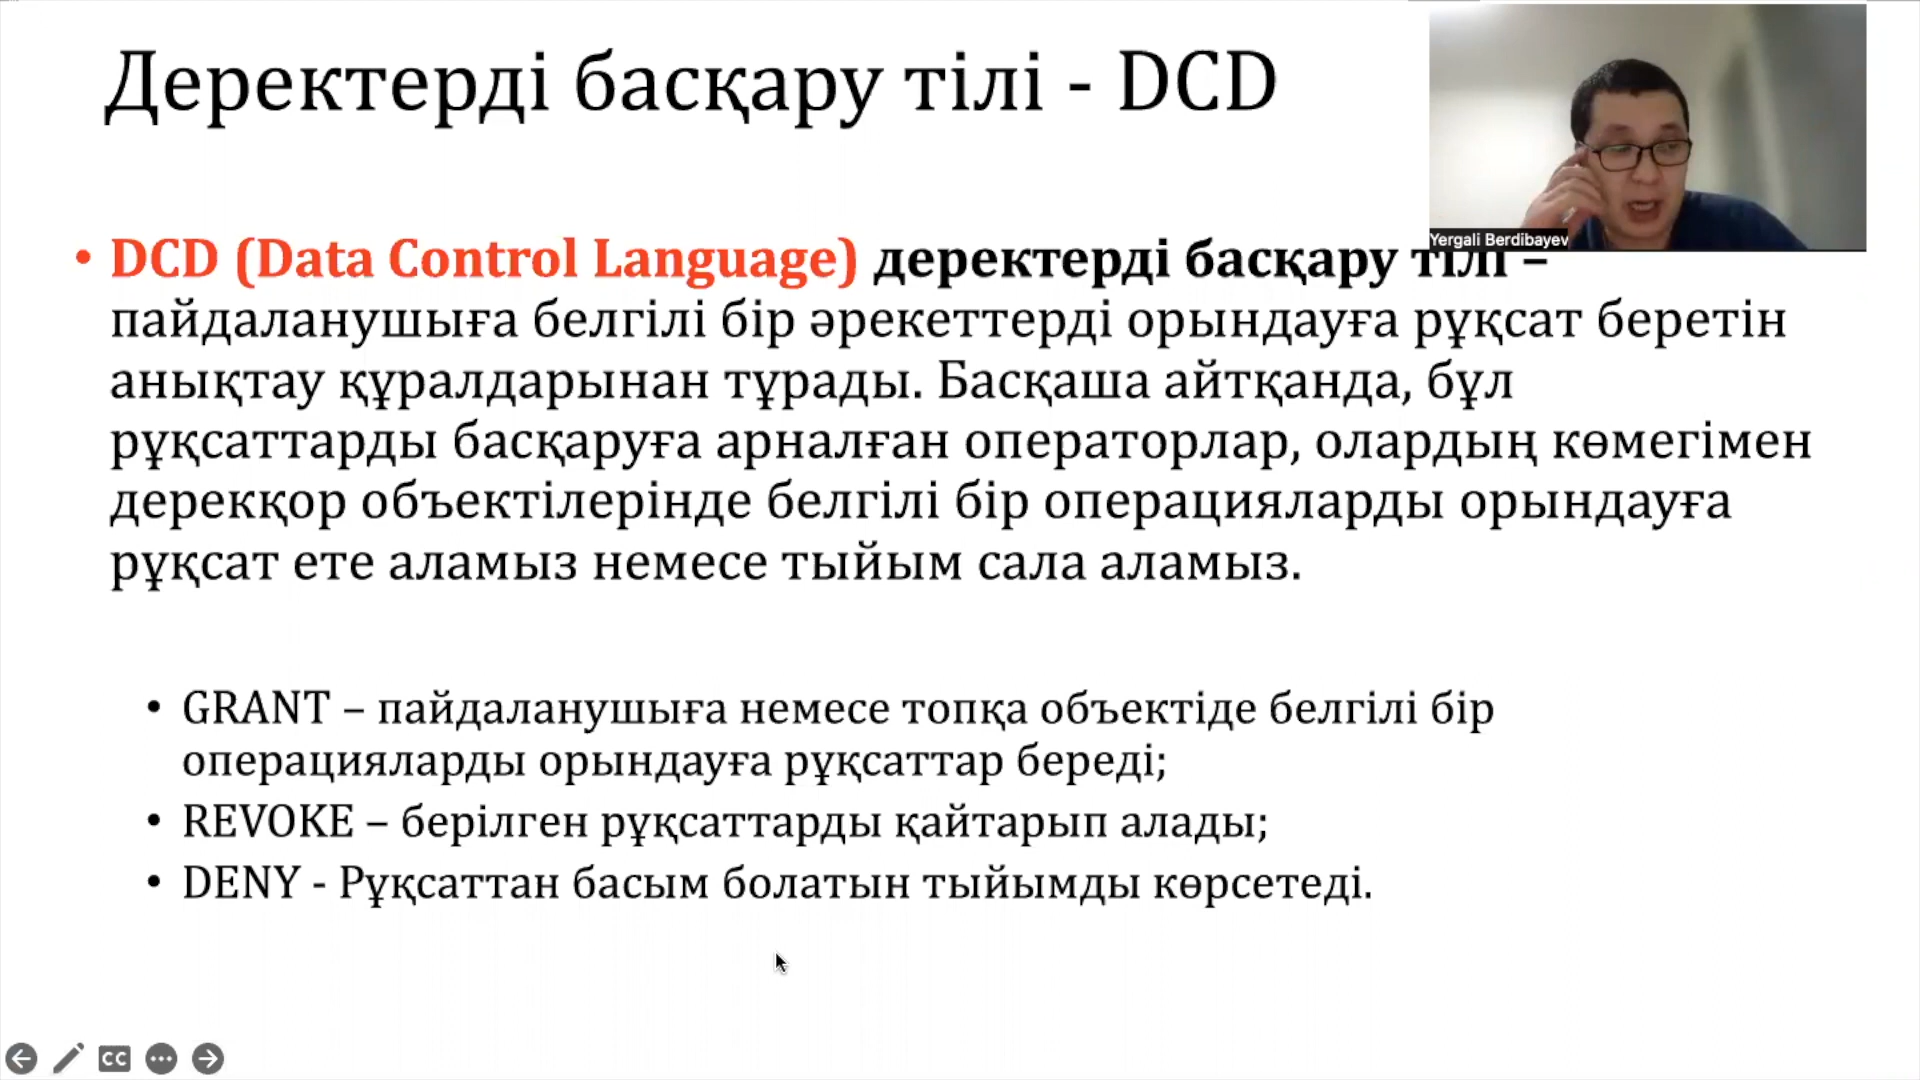 Деректерді басқару тілі - DCD
Yergali Berdibayev
• DCD (Data Control Language) деректерді басқару тілі –
пайдаланушыға белгілі бір әрекеттерді орындауға рұқсат беретін
анықтау құралдарынан тұрады. Басқаша айтқанда, бұл
рұқсаттарды басқаруға арналған операторлар, олардың көмегімен
дерекқор объектілерінде белгілі бір операцияларды орындауға
рұқсат ете аламыз немесе тыйым сала аламыз.
• GRANT – пайдаланушыға немесе топқа объектіде белгілі бір
операцияларды орындауға рұқсаттар береді;
• REVOKE – берілген рұқсаттарды қайтарып алады;
• DENY - Рұқсаттан басым болатын тыйымды көрсетеді.
CC